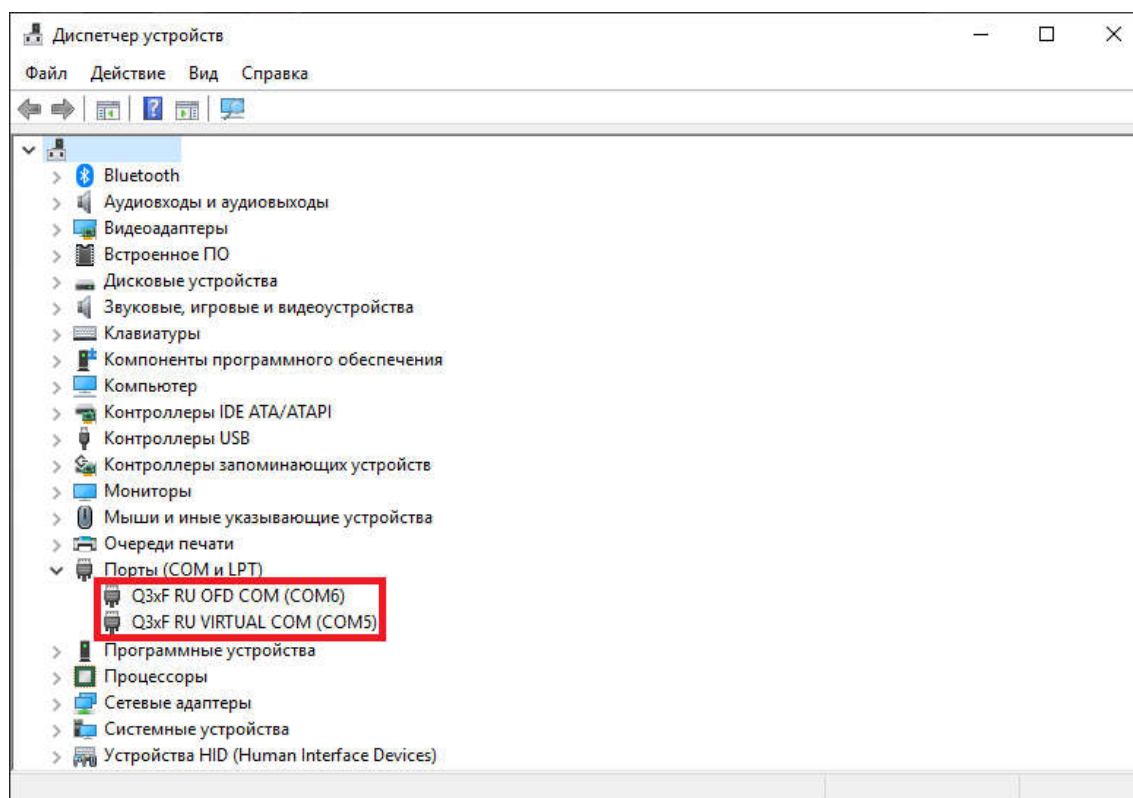 Диспетчер устройств
Файл Действие Вид Справка
Bluetooth
Аудиовходы и аудиовыходы
Видеоадаптеры
Встроенное ПО
Дисковые устройства
Звуковые, игровые и видеоустройства
Клавиатуры
Компоненты программного обеспечения
Компьютер
Контроллеры IDE ATA/ATAPI
Контроллеры USB
Контроллеры запоминающих устройств
Мониторы
Мыши и иные указывающие устройства
Очереди печати
Порты (COM и LPT)
Q3xF RU OFD COM (COM6)
Q3xF RU VIRTUAL COM (COM5)
Программные устройства
Процессоры
Сетевые адаптеры
Системные устройства
Устройства HID (Human Interface Devices)